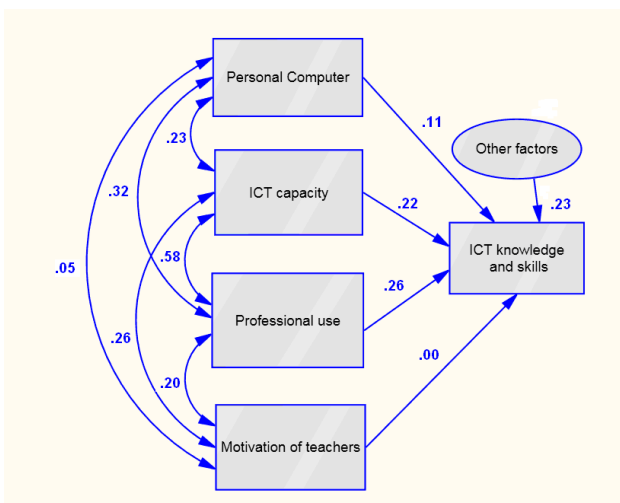 Personal Computer
.11
Other factors
.23
.23
ICT capacity
.22
.32
ICT knowledge
and skills
.58
.05
.26
Professional use
.26
.00
.20
Motivation of teachers